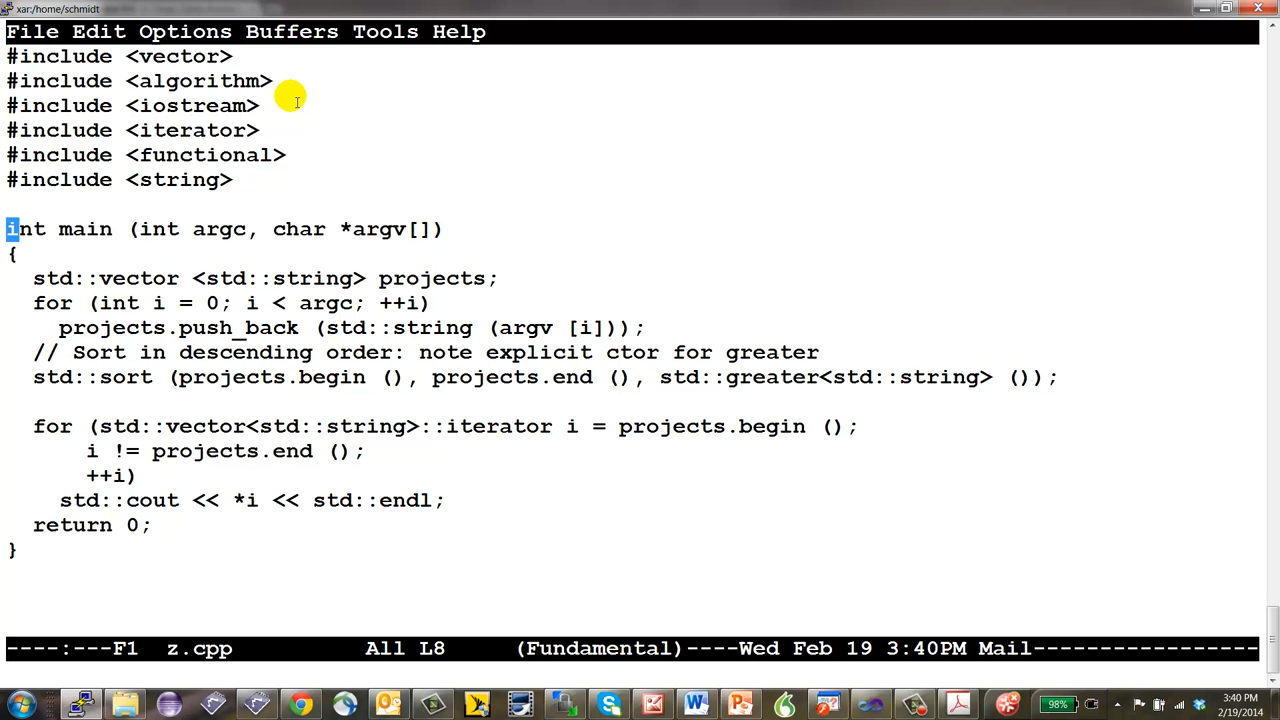 xar:/home/schmidt
File Edit Options Buffers Tools Help
#include <vector>
#include <algorithm>
#include <iostream>
#include <iterator>
#include <functional>
#include <string>
int main (int argc, char *argv[])
{
  std::vector <std::string> projects;
  for (int i = 0; i < argc; ++i)
    projects.push_back (std::string (argv [i]));
  // Sort in descending order: note explicit ctor for greater
  std::sort (projects.begin (), projects.end (), std::greater<std::string> ());
  for (std::vector<std::string>::iterator i = projects.begin ();
      i != projects.end ();
      ++i)
    std::cout << *i << std::endl;
  return 0;
}
----:---F1  z.cpp          All L8     (Fundamental)----Wed Feb 19 3:40PM Mail-----------------
98%
3:40 PM
2/19/2014